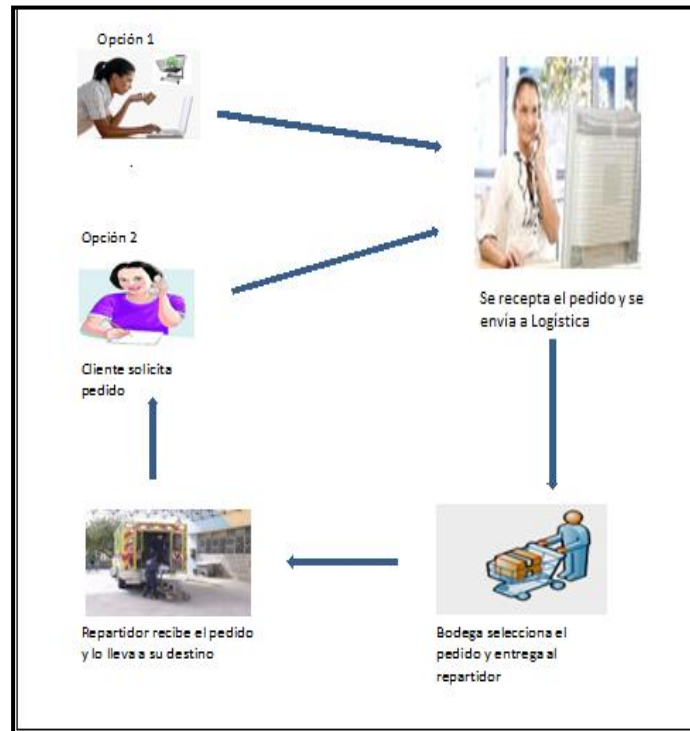 Opción 1
Opción 2
Se recepta el pedido y se
envía a Logística
Cliente solicita
pedido
Repartidor recibe el pedido
y lo lleva a su destino
Bodega selecciona el
pedido y entrega al
repartidor